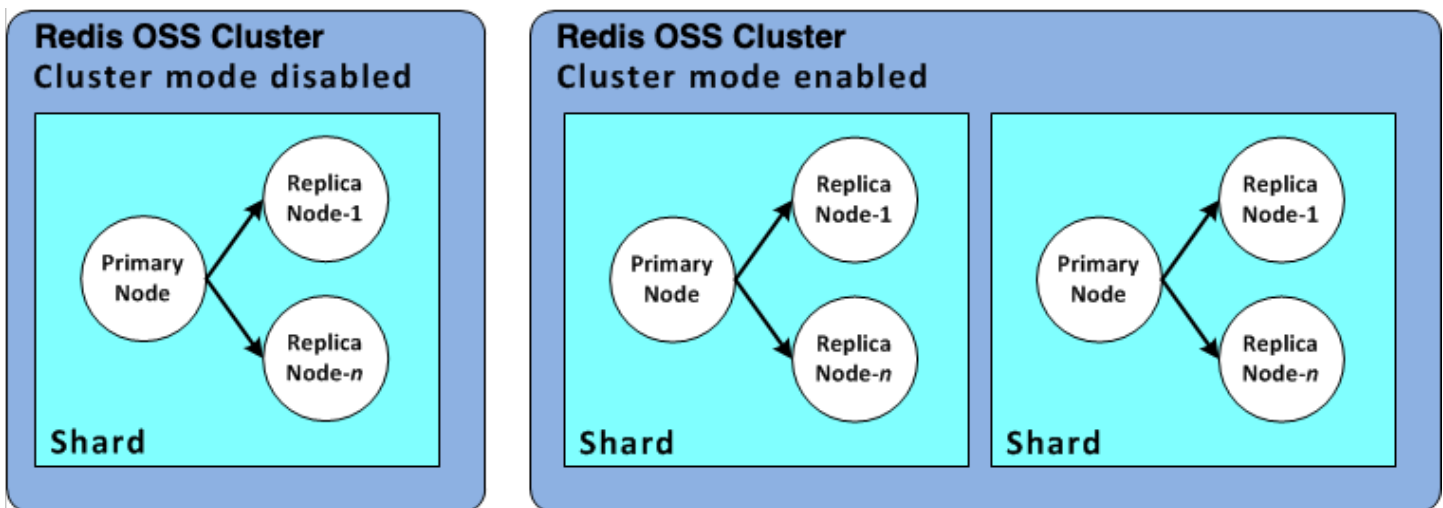 Redis OSS Cluster
Cluster mode disabled
Replica
Node-1
Primary
Node
Replica
Node-n
Shard
Redis OSS Cluster
Cluster mode enabled
Replica
Node-1
Primary
Node
Replica
Node-n
Shard
Replica
Node-1
Primary
Node
Replica
Node-n
Shard